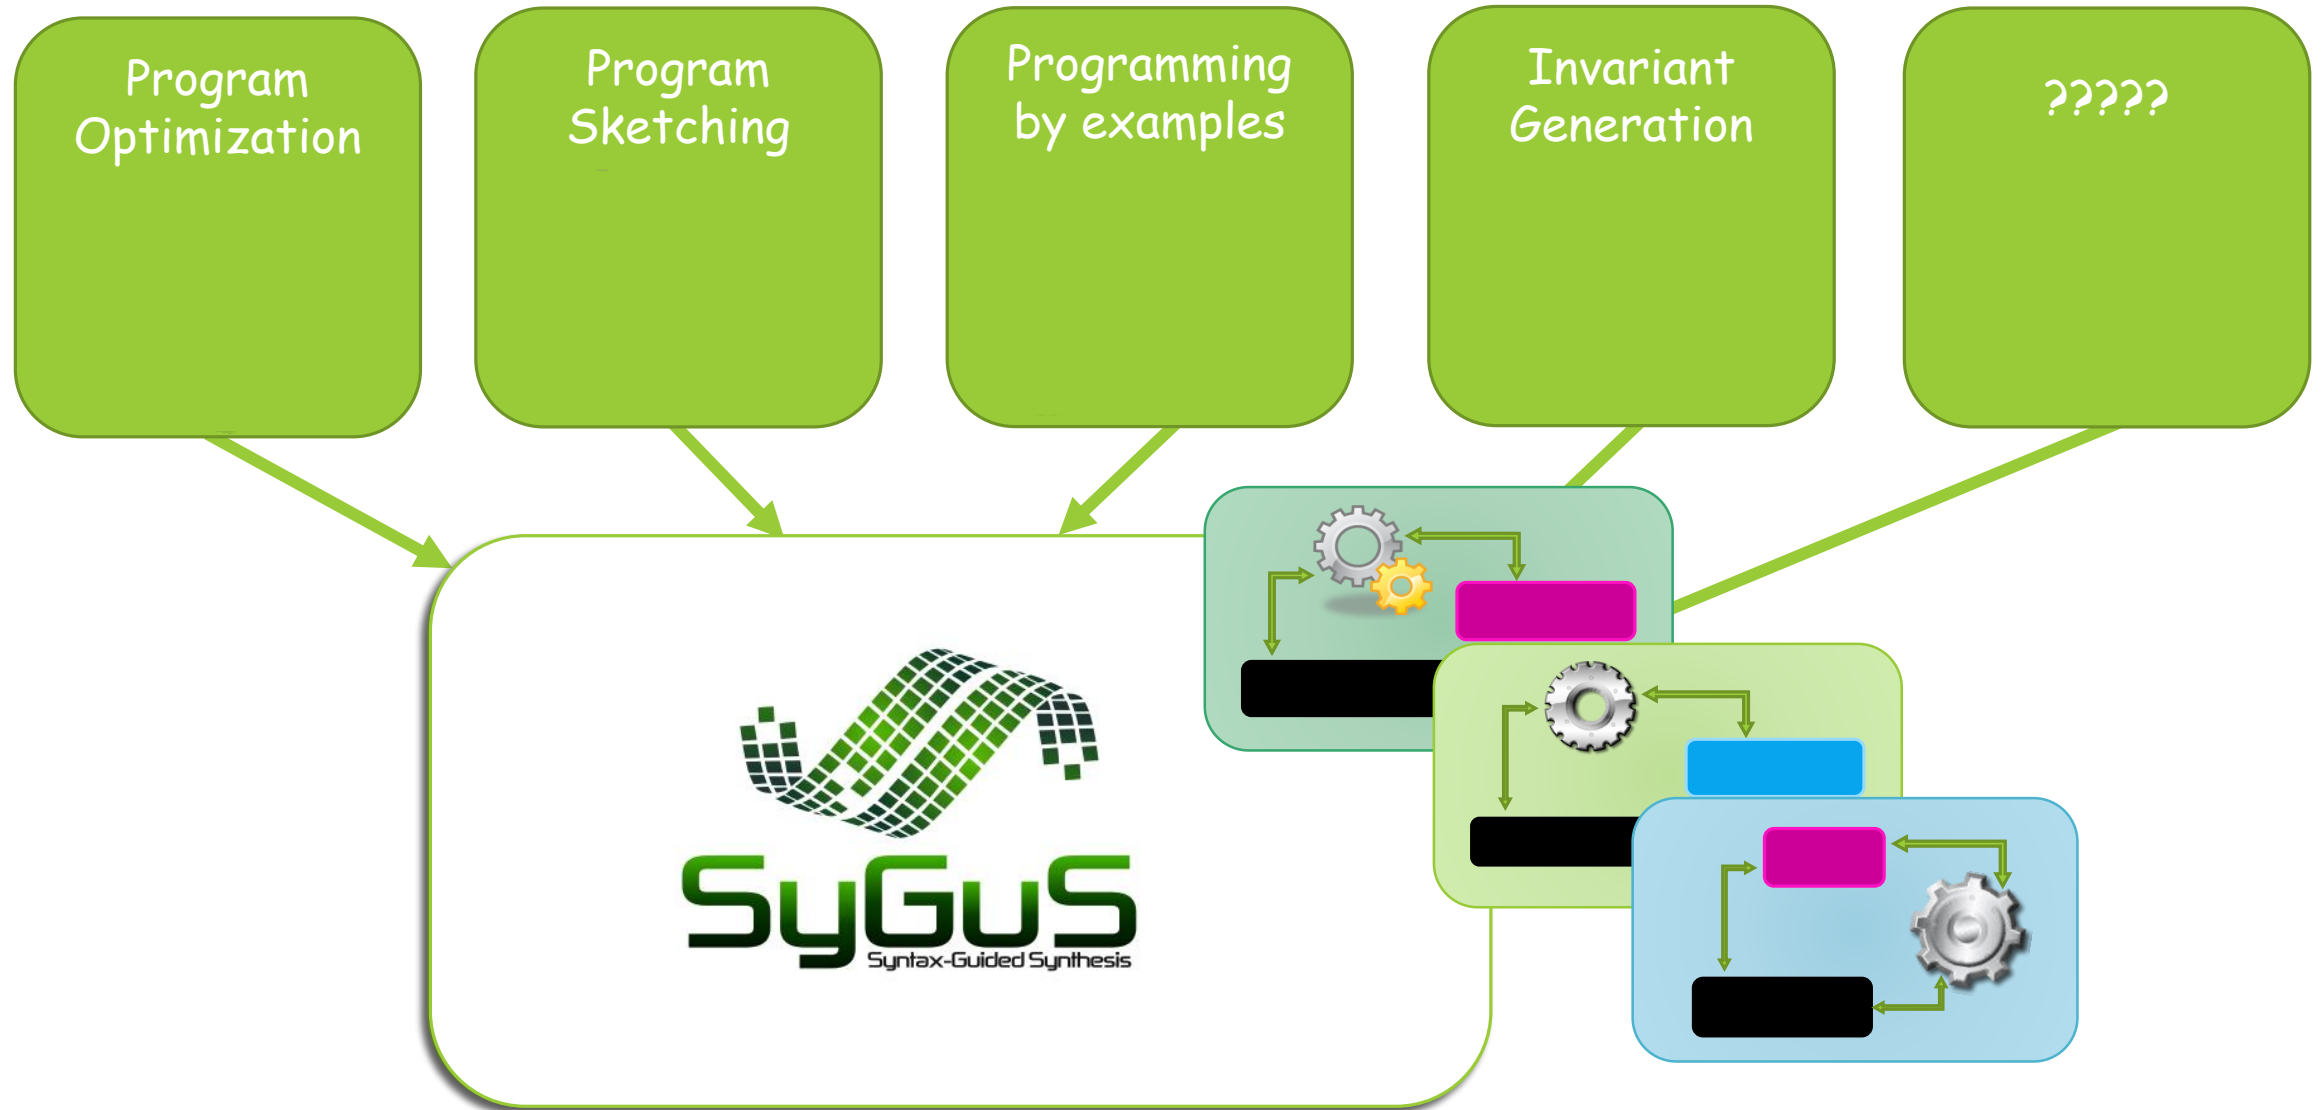 Program
Optimization
Program
Sketching
Programming
by examples
Invariant
Generation
?????
SyGuS
Syntax-Guided Synthesis